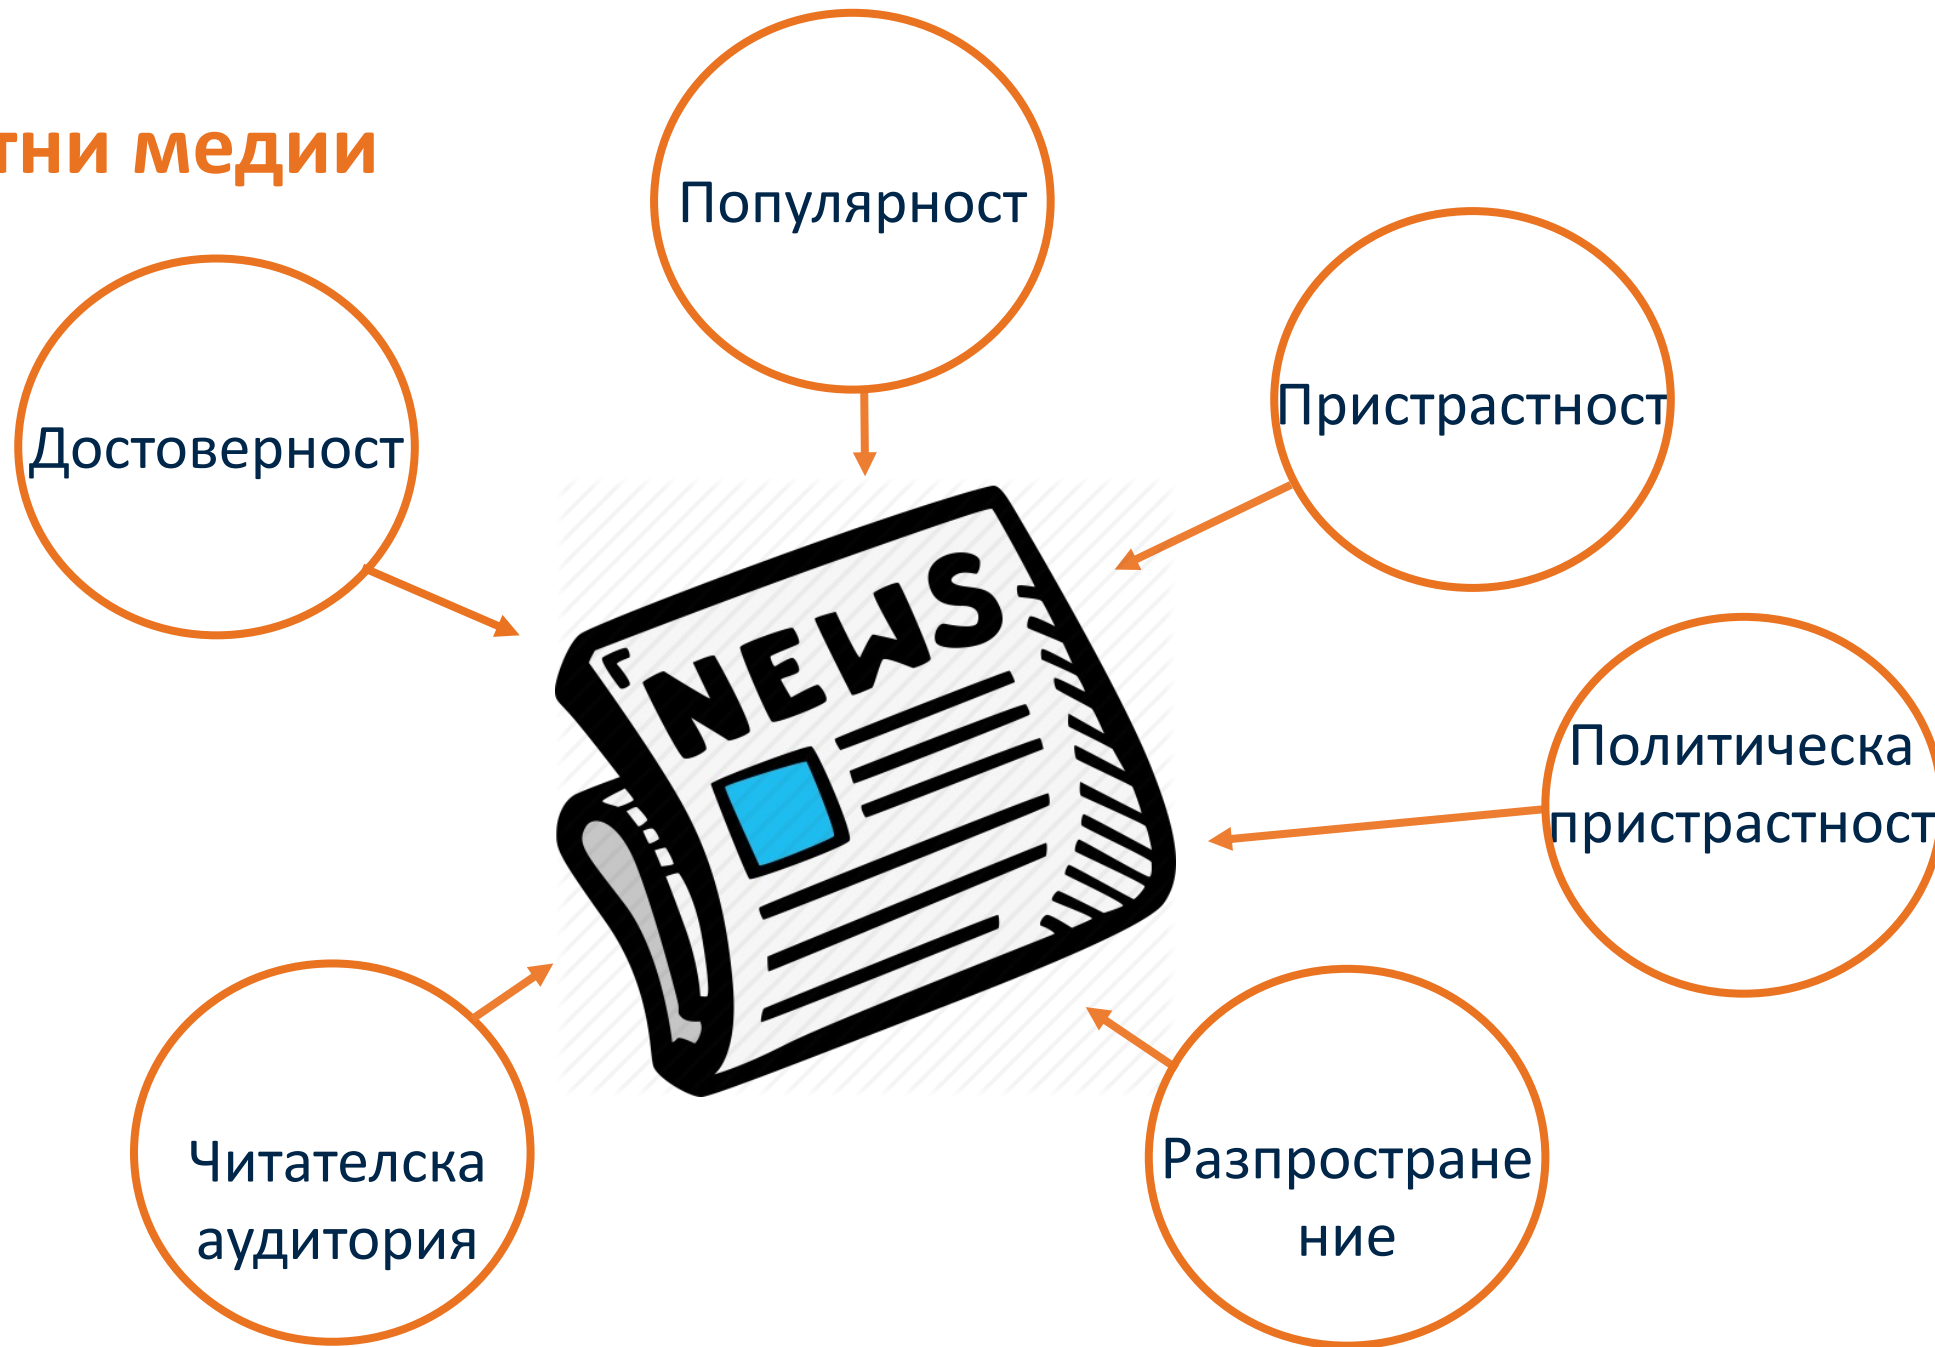 тни медии
Популярност
Пристрастност
Достоверност
NEWS
Политическа
пристрастност
Читателска
аудитория
Разпростране
ние